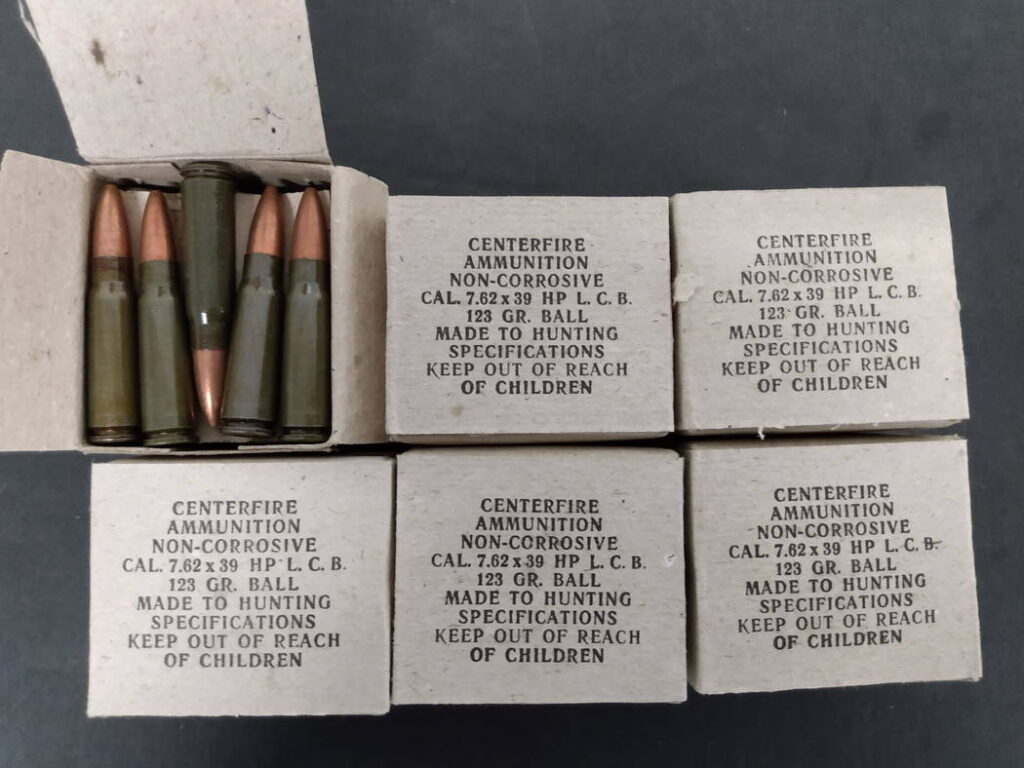 CENTERFIRE
AMMUNITION
NON-CORROSIVE
CAL. 7.62 x 39 HP L. C. B.
123 GR. BALL
MADE TO HUNTING
SPECIFICATIONS
KEEP OUT OF REACH
OF CHILDREN
CENTERFIRE
AMMUNITION
NON-CORROSIVE
CAL. 7.62 x 39 HP L. C. B.
123 GR. BALL
MADE TO HUNTING
SPECIFICATIONS
KEEP OUT OF REACH
OF CHILDREN
CENTERFIRE
AMMUNITION
NON-CORROSIVE
CAL. 7.62 x 39 HP L. C. B.
123 GR. BALL
MADE TO HUNTING
SPECIFICATIONS
KEEP OUT OF REACH
OF CHILDREN
CENTERFIRE
AMMUNITION
NON-CORROSIVE
CAL. 7.62 x 39 HP L. C. B.
123 GR. BALL
MADE TO HUNTING
SPECIFICATIONS
KEEP OUT OF REACH
OF CHILDREN
CENTERFIRE
AMMUNITION
NON-CORROSIVE
CAL. 7.62 x 39 HP L. C. B.
123 GR. BALL
MADE TO HUNTING
SPECIFICATIONS
KEEP OUT OF REACH
OF CHILDREN